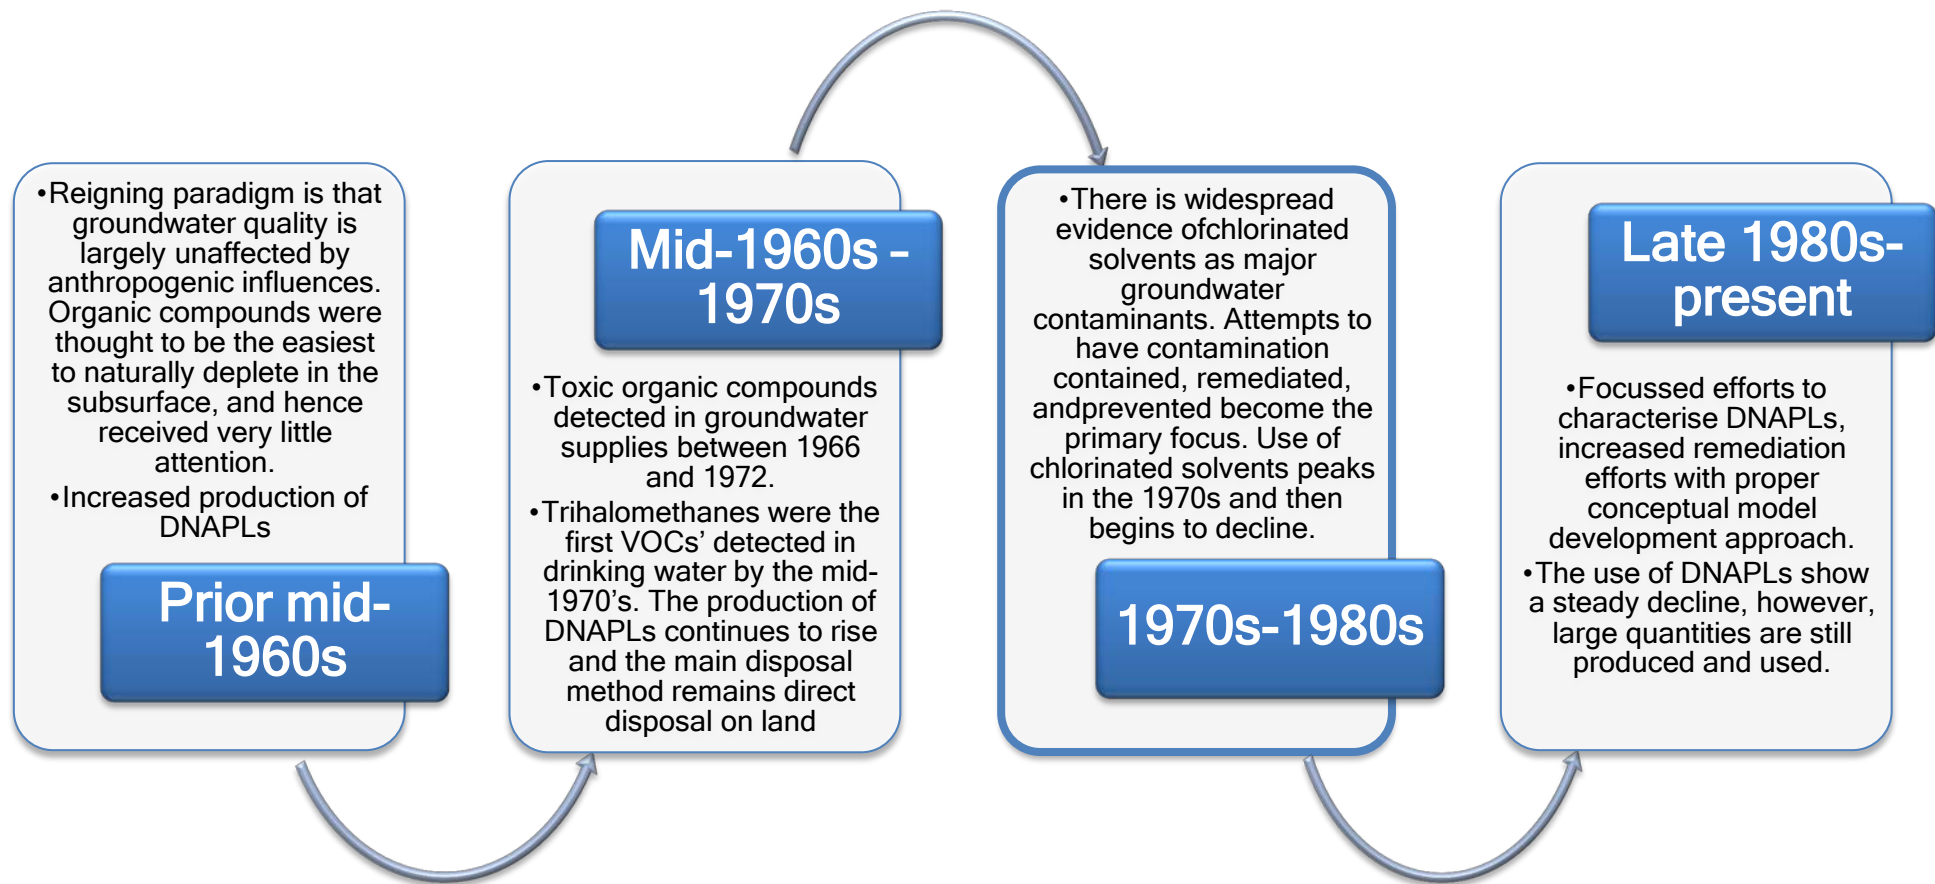 •Reigning paradigm is that
groundwater quality is
largely unaffected by
anthropogenic influences.
Organic compounds were
thought to be the easiest
to naturally deplete in the
subsurface, and hence
received very little
attention.
•Increased production of
DNAPLs
Prior mid-
1960s
Mid-1960s –
1970s
•Toxic organic compounds
detected in groundwater
supplies between 1966
and 1972.
•Trihalomethanes were the
first VOCs’ detected in
drinking water by the mid-
1970’s. The production of
DNAPLs continues to rise
and the main disposal
method remains direct
disposal on land
•There is widespread
evidence ofchlorinated
solvents as major
groundwater
contaminants. Attempts to
have contamination
contained, remediated,
andprevented become the
primary focus. Use of
chlorinated solvents peaks
in the 1970s and then
begins to decline.
1970s-1980s
Late 1980s-
present
•Focussed efforts to
characterise DNAPLs,
increased remediation
efforts with proper
conceptual model
development approach.
•The use of DNAPLs show
a steady decline, however,
large quantities are still
produced and used.